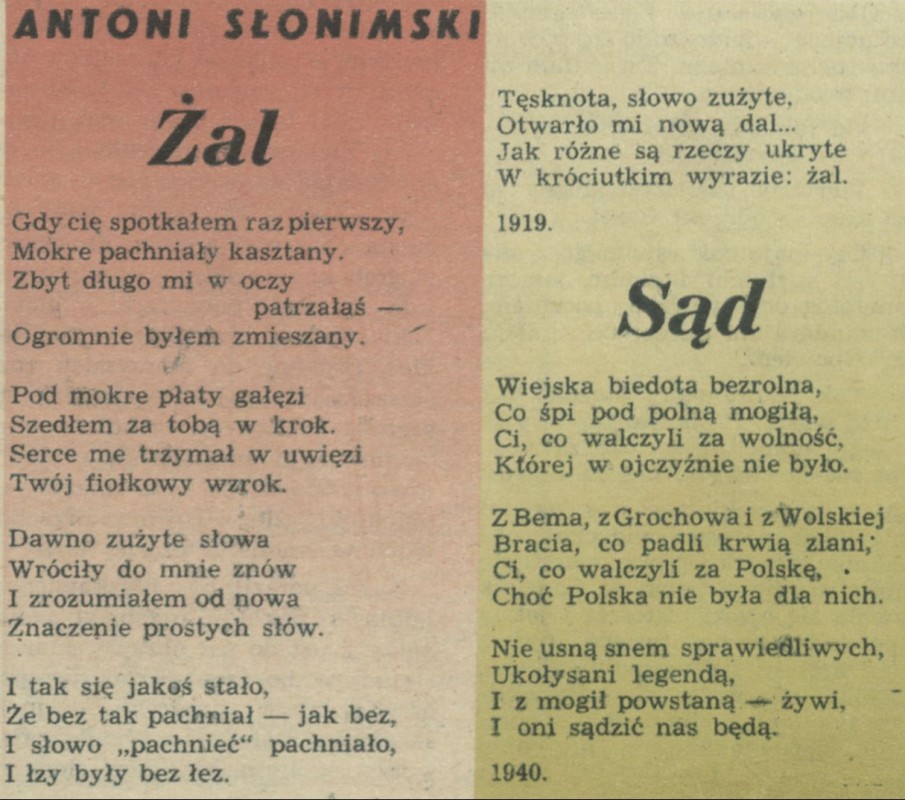 ANTONI SŁONIMSKI
Żal
Gdy cię spotkałem raz pierwszy,
Mokre pachniały kasztany.
Zbyt długo mi w oczy
patrzałaś —
Ogromnie byłem zmieszany.
Pod mokre płaty gałęzi
Szedłem za tobą w krok.
Serce me trzymał w uwięzi
Twój fiołkowy wzrok.
Dawno zużyte słowa
Wróciły do mnie znów
I zrozumiałem od nowa
Znaczenie prostych słów.
I tak się jakoś stało,
Że bez tak pachniał — jak bez,
I słowo „pachnieć“ pachniało,
I łzy były bez łez.
Tęsknota, słowo zużyte,
Otwarło mi nową dal...
Jak różne są rzeczy ukryte
W króciutkim wyrazie: żal.
1919.
Sąd
Wiejska biedota bezrolna,
Co śpi pod polną mogiłą,
Ci, co walczyli za wolność,
Której w ojczyźnie nie było.
Z Bema, z Grochowa i z Wolskiej
Bracia, co padli krwią zlani,
Ci, co walczyli za Polskę,
Choć Polska nie była dla nich.
Nie usną snem sprawiedliwych,
Ukołysani legendą,
I z mogił powstaną — żywi,
I oni sądzić nas będą.
1940.